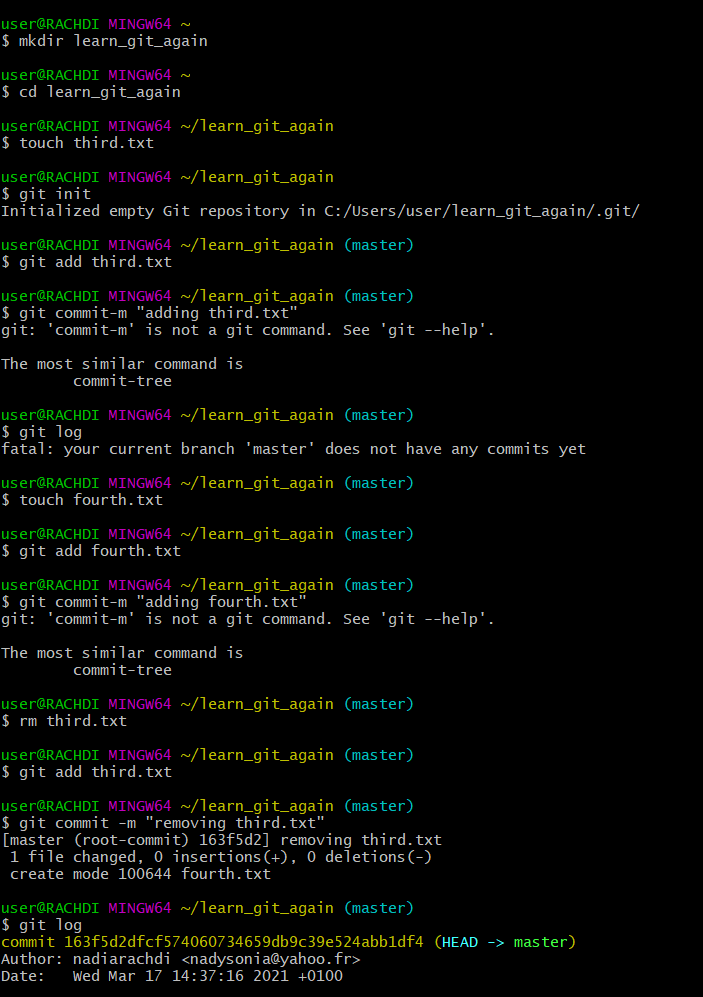 user@RACHDI MINGW64 ~
$ mkdir learn_git_again
user@RACHDI MINGW64 ~
$ cd learn_git_again
user@RACHDI MINGW64 ~/learn_git_again
$ touch third.txt
user@RACHDI MINGW64 ~/learn_git_again
$ git init
Initialized empty Git repository in C:/Users/user/learn_git_again/.git/
user@RACHDI MINGW64 ~/learn_git_again (master)
$ git add third.txt
user@RACHDI MINGW64 ~/learn_git_again (master)
$ git commit-m "adding third.txt"
git: 'commit-m' is not a git command. See 'git --help'.
The most similar command is
commit-tree
user@RACHDI MINGW64 ~/learn_git_again (master)
$ git log
fatal: your current branch 'master' does not have any commits yet
user@RACHDI MINGW64 ~/learn_git_again (master)
$ touch fourth.txt
user@RACHDI MINGW64 ~/learn_git_again (master)
$ git add fourth.txt
user@RACHDI MINGW64 ~/learn_git_again (master)
$ git commit-m "adding fourth.txt"
git: 'commit-m' is not a git command. See 'git --help'.
The most similar command is
commit-tree
user@RACHDI MINGW64 ~/learn_git_again (master)
$ rm third.txt
user@RACHDI MINGW64 ~/learn_git_again (master)
$ git add third.txt
user@RACHDI MINGW64 ~/learn_git_again (master)
$ git commit -m "removing third.txt"
[master (root-commit) 163f5d2] removing third.txt
1 file changed, 0 insertions(+), 0 deletions(-)
create mode 100644 fourth.txt
user@RACHDI MINGW64 ~/learn_git_again (master)
$ git log
commit 163f5d2dfcf574060734659db9c39e524abb1df4 (HEAD -> master)
Author: nadiarachdi <nadysonia@yahoo.fr>
Date:   Wed Mar 17 14:37:16 2021 +0100